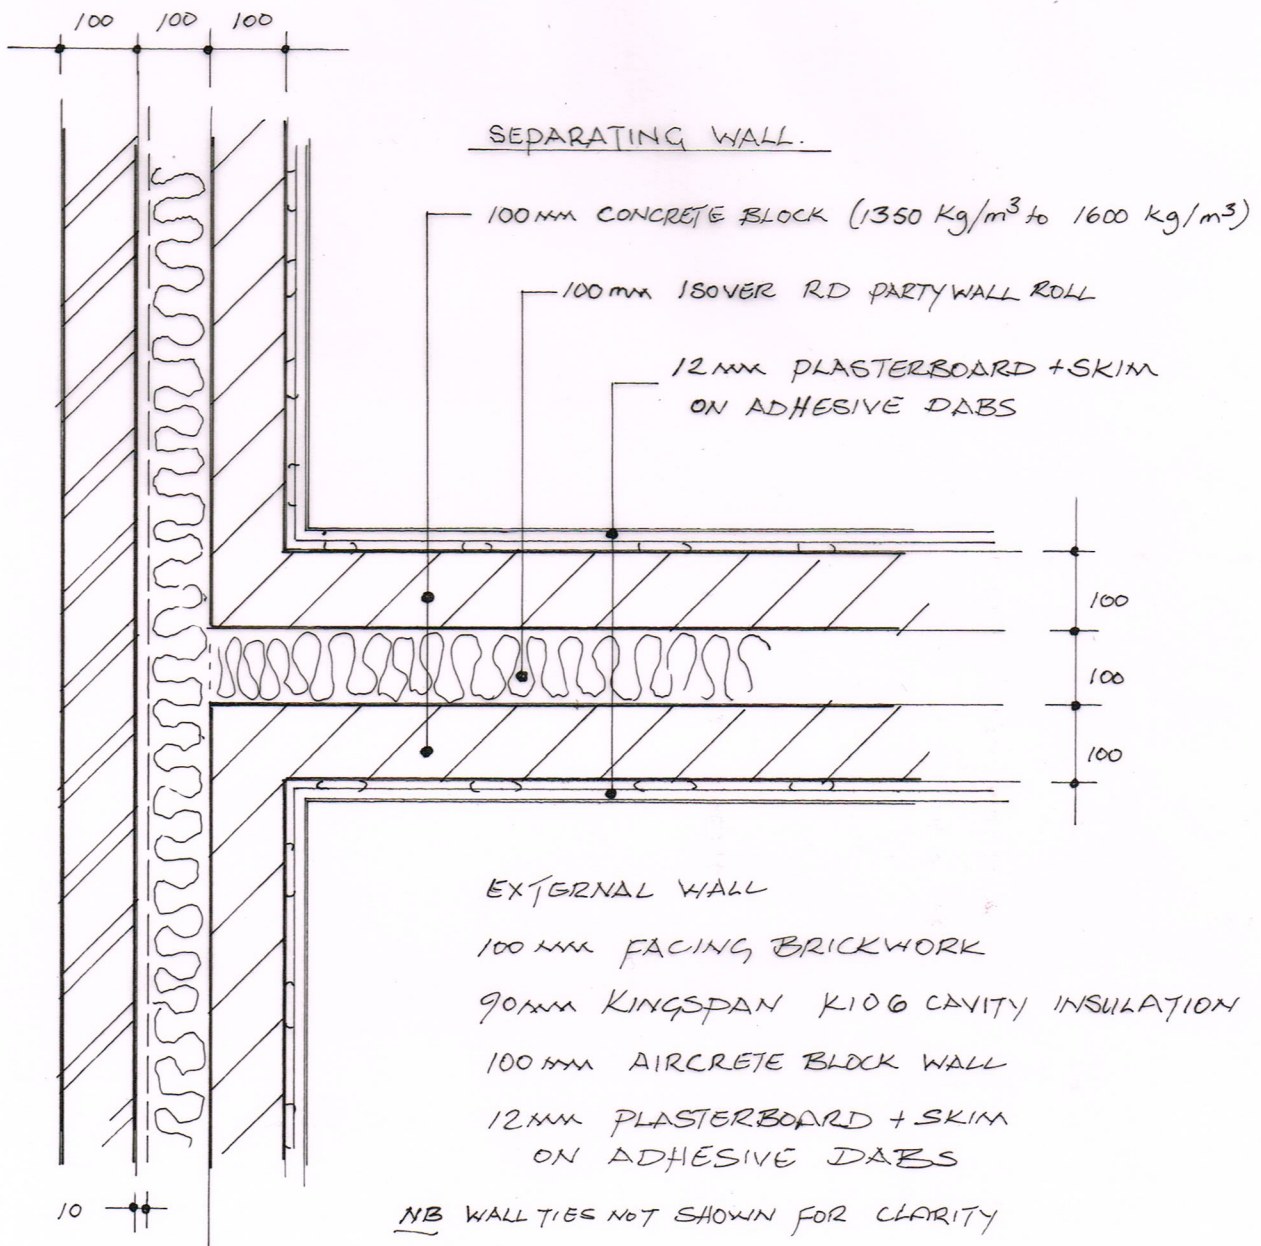 100 100 100
SEPARATING WALL.
100mm CONCRETE BLOCK (1350 Kg/m³ to 1600 kg/m³)
100mm ISOVER RD PARTYWALL ROLL
12mm PLASTERBOARD + SKIM
ON ADHESIVE DABS
100
100
100
EXTERNAL WALL
100mm FACING BRICKWORK
90mm KINGSPAN K106 CAVITY INSULATION
100mm AIRCRETE BLOCK WALL
12mm PLASTERBOARD + SKIM
ON ADHESIVE DABS
10
NB WALL TIES NOT SHOWN FOR CLARITY